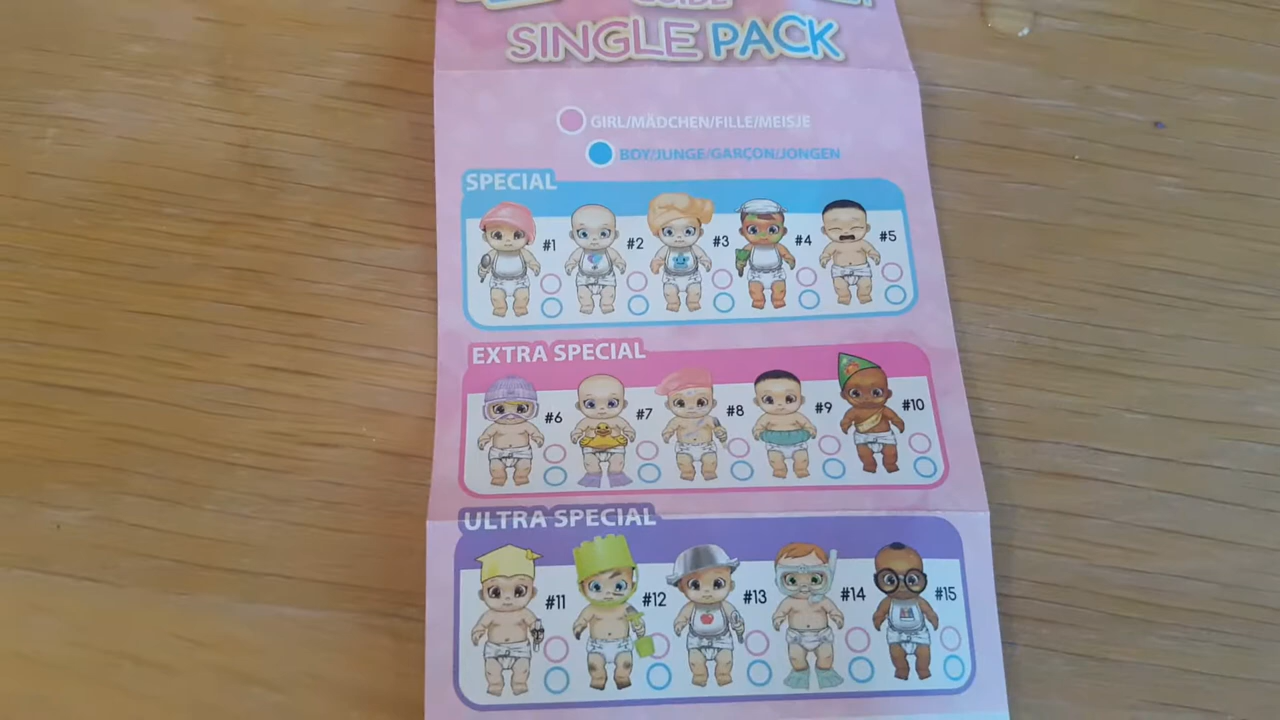 GUIDE
SINGLE PACK
GIRL/MÄDCHEN/FILLE/MEISJE
BOY/JUNGE/GARÇON/JONGEN
SPECIAL
#1 #2 #3 #4 #5
EXTRA SPECIAL
#6 #7 #8 #9 #10
ULTRA SPECIAL
#11 #12 #13 #14 #15